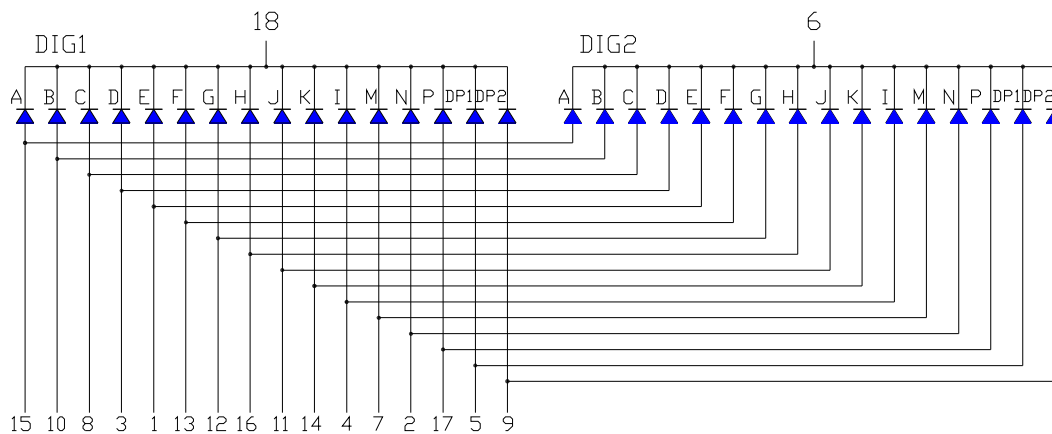 18 6
DIG1 DIG2
A B C D E F G H J K I M N P DP1 DP2 A B C D E F G H J K I M N P DP1 DP2
15 10 8 3 1 13 12 16 11 14 4 7 2 17 5 9